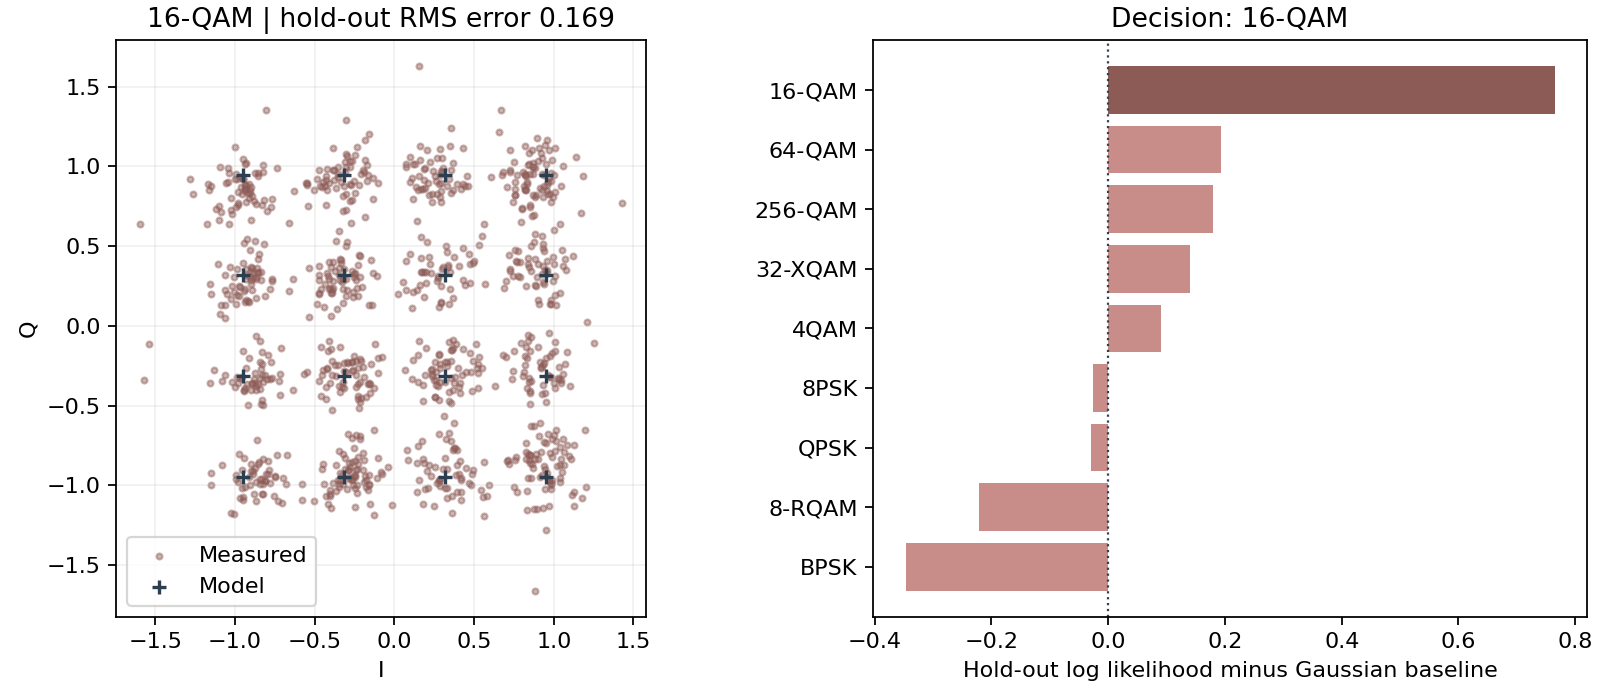 16-QAM | hold-out RMS error 0.169
1.5
1.0
0.5
0.0
−0.5
−1.0
−1.5
Q
Measured
Model
−1.5
−1.0
−0.5
0.0
0.5
1.0
1.5
I
Decision: 16-QAM
16-QAM
64-QAM
256-QAM
32-XQAM
4QAM
8PSK
QPSK
8-RQAM
BPSK
−0.4
−0.2
0.0
0.2
0.4
0.6
0.8
Hold-out log likelihood minus Gaussian baseline